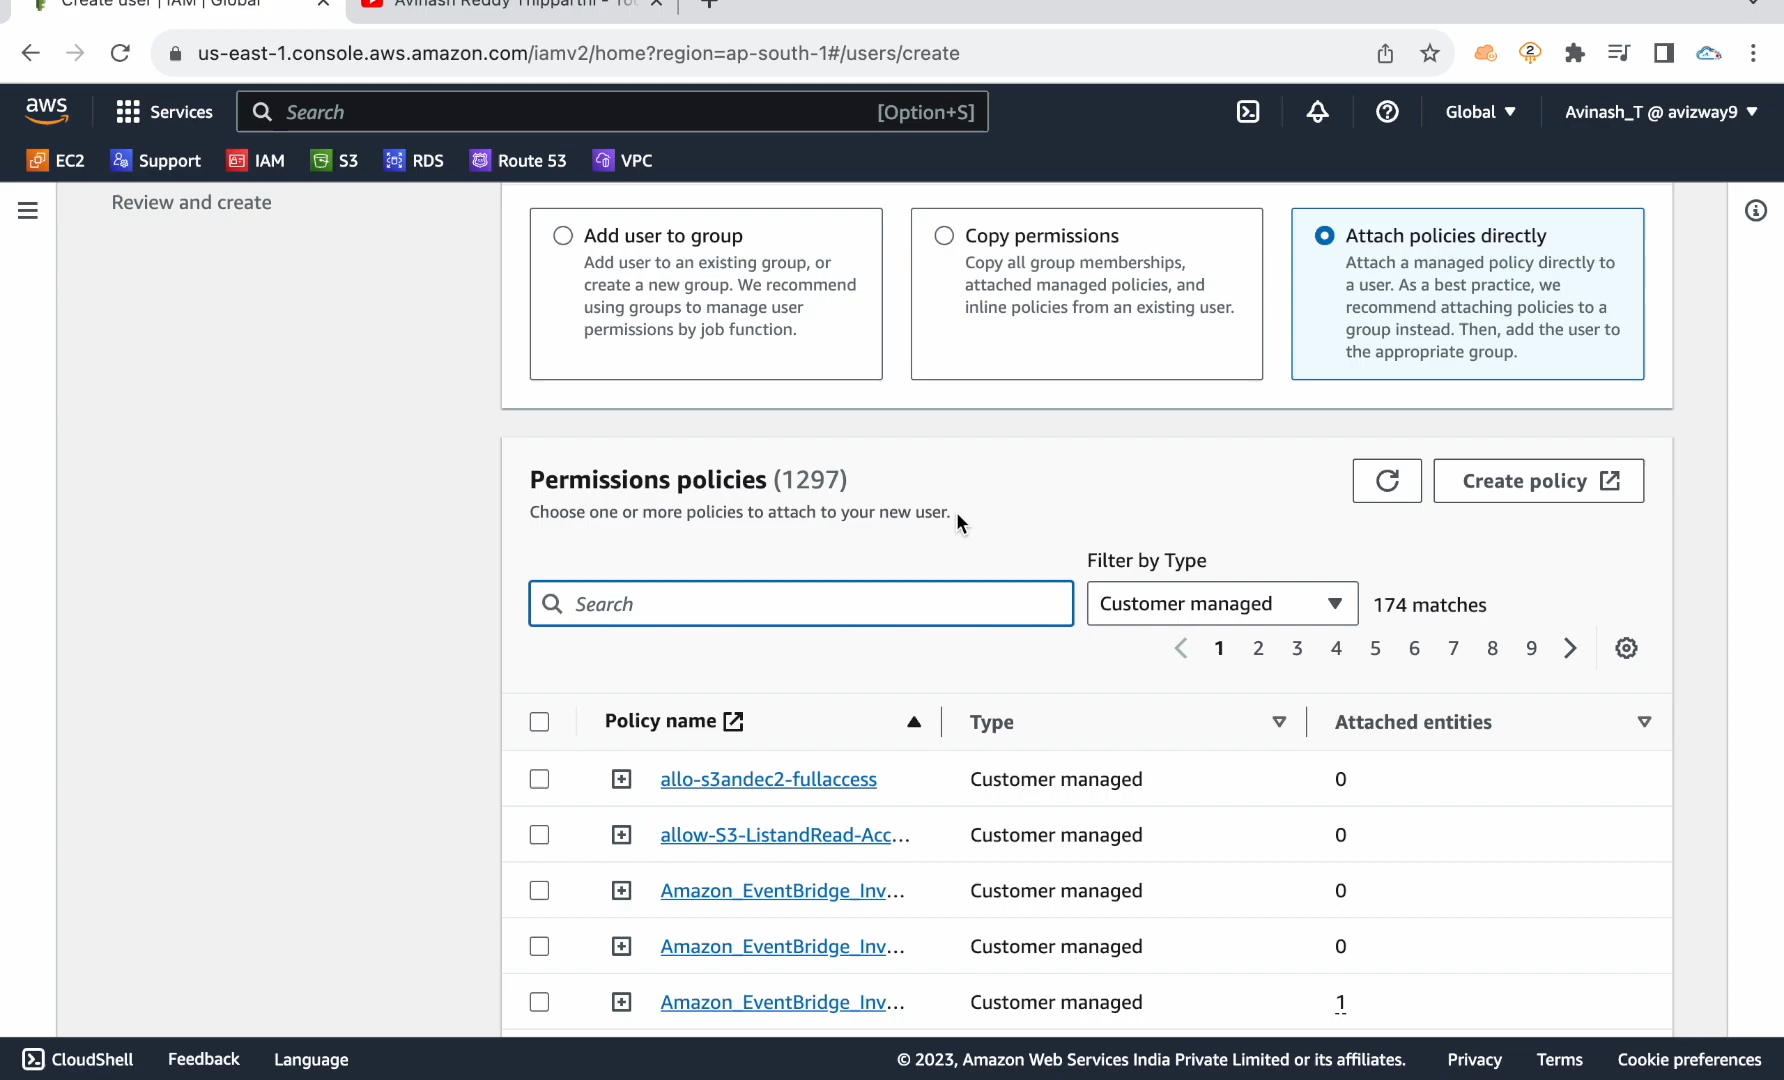 Create user | IAM | Global
Avinash Reddy Thipparthi - You
us-east-1.console.aws.amazon.com/iamv2/home?region=ap-south-1#/users/create
2
aws
Services
Search
[Option+S]
Global
Avinash_T @ avizway9
EC2
Support
IAM
S3
RDS
Route 53
VPC
Review and create
Add user to group
Add user to an existing group, or
create a new group. We recommend
using groups to manage user
permissions by job function.
Copy permissions
Copy all group memberships,
attached managed policies, and
inline policies from an existing user.
Attach policies directly
Attach a managed policy directly to
a user. As a best practice, we
recommend attaching policies to a
group instead. Then, add the user to
the appropriate group.
Permissions policies (1297)
Choose one or more policies to attach to your new user.
Create policy
Filter by Type
Search
Customer managed
174 matches
1 2 3 4 5 6 7 8 9
Policy name
Type
Attached entities
allo-s3andec2-fullaccess Customer managed 0
allow-S3-ListandRead-Acc... Customer managed 0
Amazon_EventBridge_Inv... Customer managed 0
Amazon_EventBridge_Inv... Customer managed 0
Amazon_EventBridge_Inv... Customer managed 1
CloudShell
Feedback
Language
© 2023, Amazon Web Services India Private Limited or its affiliates.
Privacy
Terms
Cookie preferences